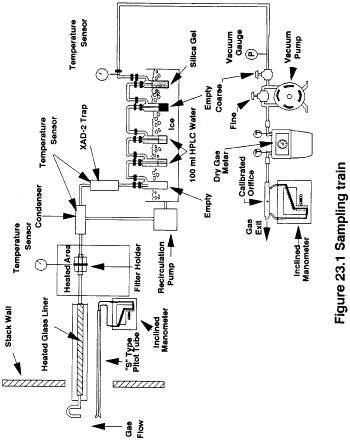 Stack Wall
Temperature
Sensor
Condenser
Temperature
Sensor
XAD-2 Trap
Temperature
Sensor
Silica Gel
Heated Glass Liner
Heated Area
Filter Holder
Ice
100 ml HPLC Water
Empty
Empty
Recirculation
Pump
Gas
Flow
"S" Type
Pitot Tube
Inclined
Manometer
Vacuum
Gauge
P
Vacuum
Pump
Coarse
Fine
Dry Gas
Meter
Calibrated
Orifice
Gas
Exit
Inclined
Manometer
Figure 23.1 Sampling train